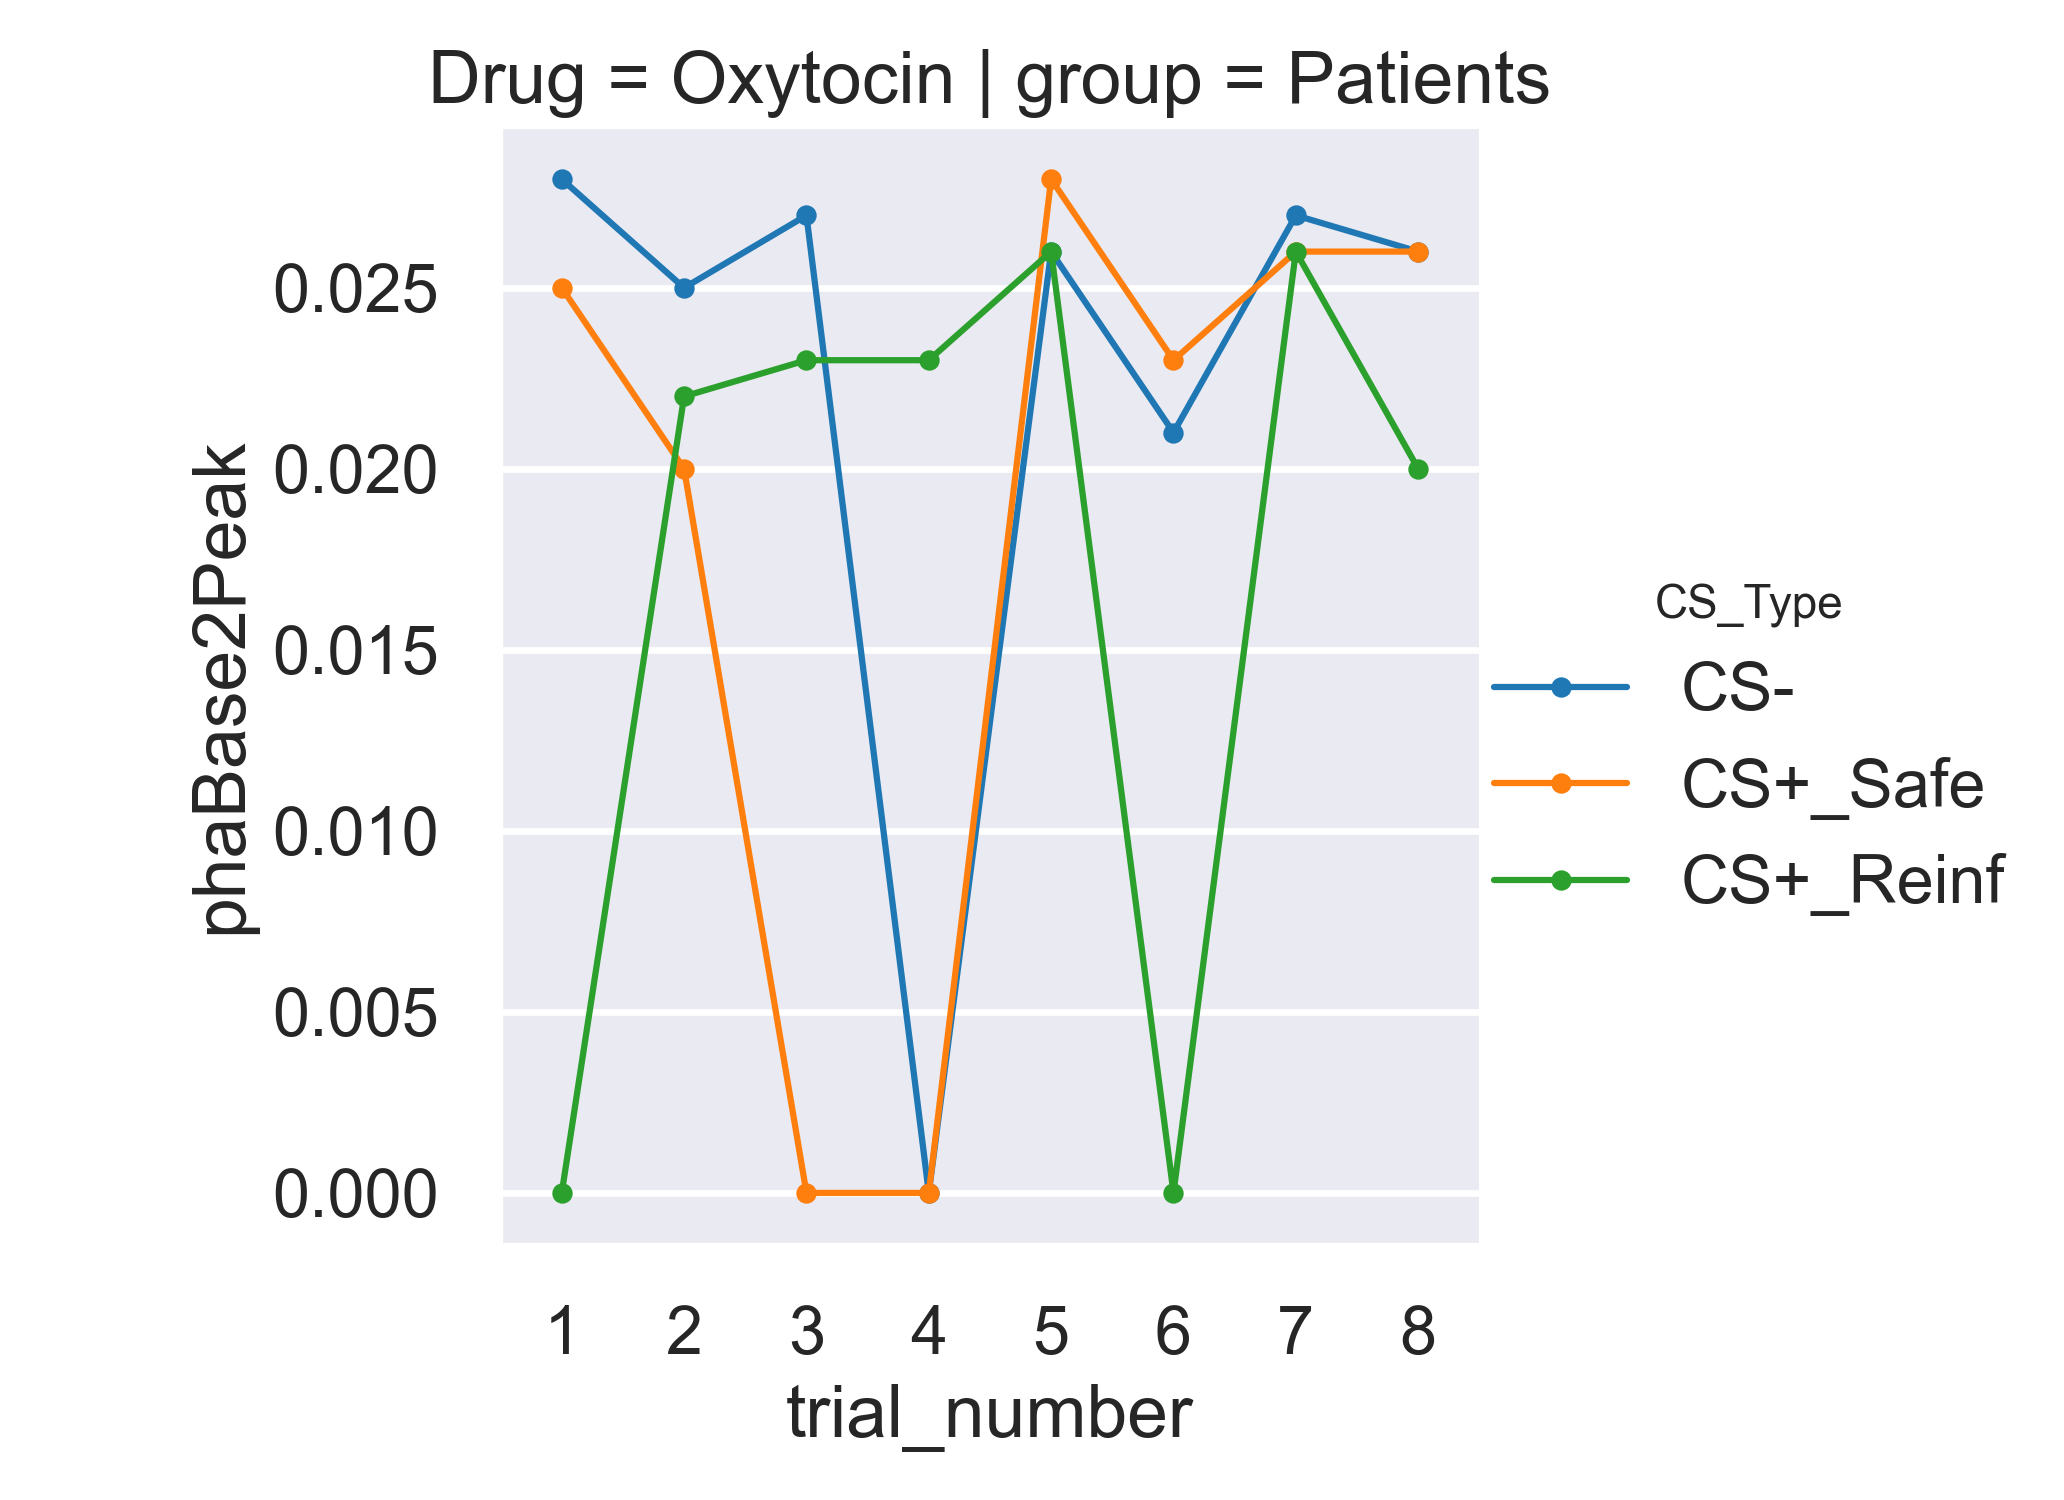 Drug = Oxytocin | group = Patients
phaBase2Peak
0.025
0.020
0.015
0.010
0.005
0.000
1 2 3 4 5 6 7 8
trial_number
CS_Type
CS-
CS+_Safe
CS+_Reinf